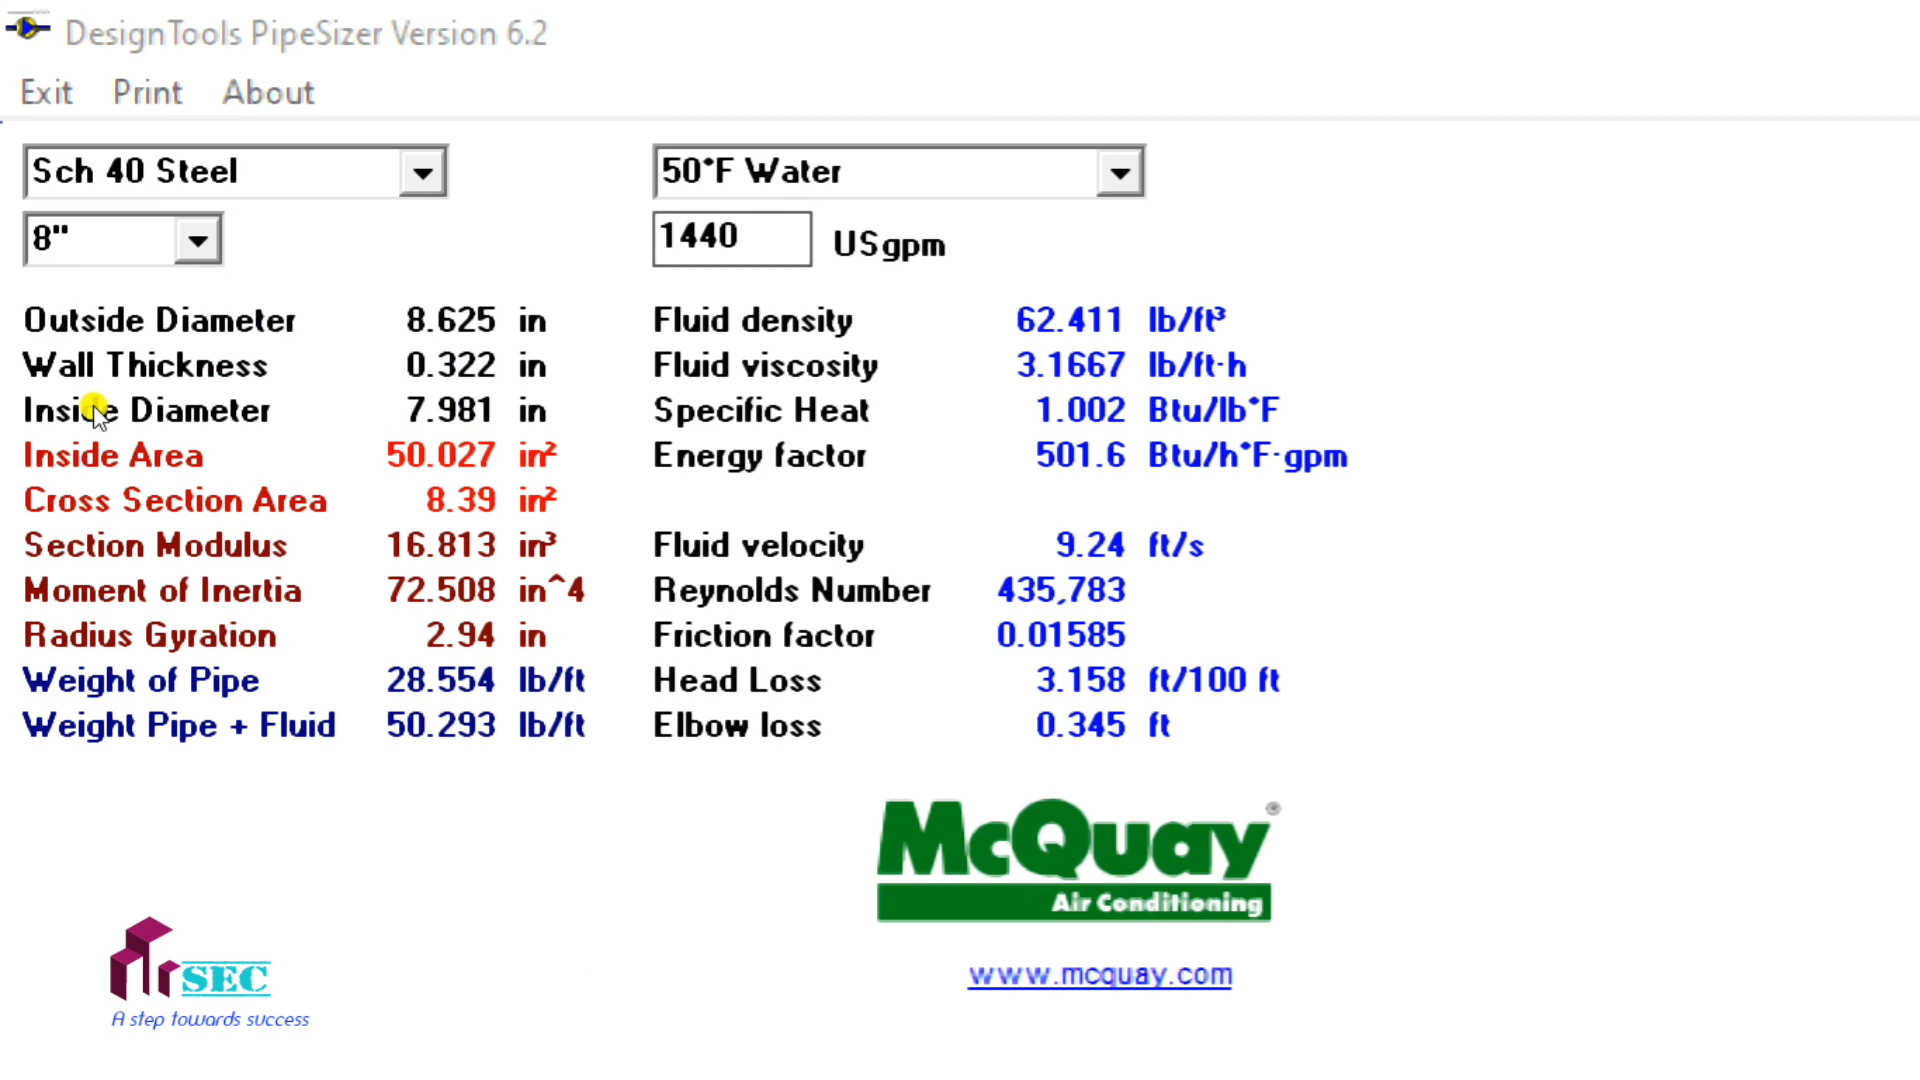 DesignTools PipeSizer Version 6.2
Exit Print About
Sch 40 Steel 50°F Water
8" 1440 USgpm
Outside Diameter 8.625 in Fluid density 62.411 lb/ft³
Wall Thickness 0.322 in Fluid viscosity 3.1667 lb/ft·h
Inside Diameter 7.981 in Specific Heat 1.002 Btu/lb°F
Inside Area 50.027 in² Energy factor 501.6 Btu/h°F·gpm
Cross Section Area 8.39 in²
Section Modulus 16.813 in³ Fluid velocity 9.24 ft/s
Moment of Inertia 72.508 in^4 Reynolds Number 435,783
Radius Gyration 2.94 in Friction factor 0.01585
Weight of Pipe 28.554 lb/ft Head Loss 3.158 ft/100 ft
Weight Pipe + Fluid 50.293 lb/ft Elbow loss 0.345 ft
McQuay
Air Conditioning
www.mcquay.com
SEC
A step towards success